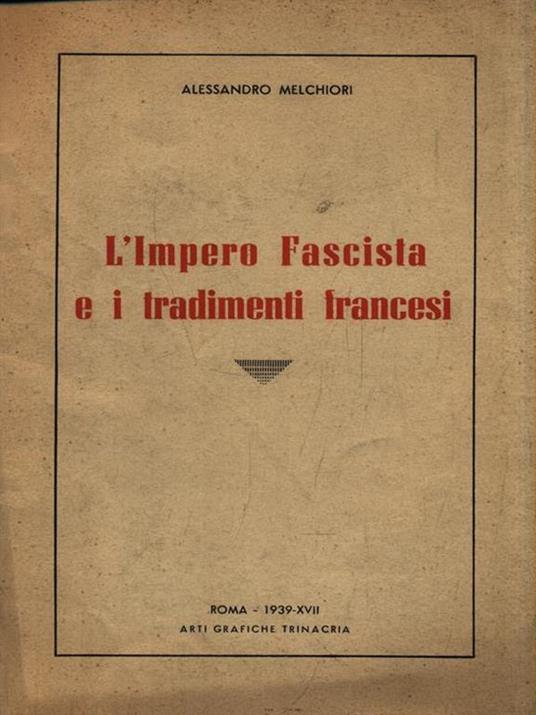 ALESSANDRO MELCHIORI
L'Impero Fascista
e i tradimenti francesi
ROMA - 1939-XVII
ARTI GRAFICHE TRINACRIA